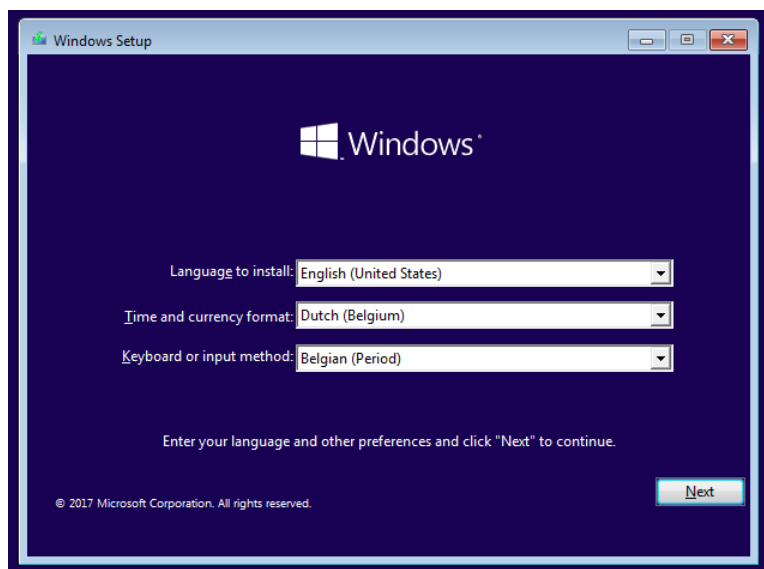 Windows Setup
Windows
Language to install: English (United States)
Time and currency format: Dutch (Belgium)
Keyboard or input method: Belgian (Period)
Enter your language and other preferences and click "Next" to continue.
Next
© 2017 Microsoft Corporation. All rights reserved.